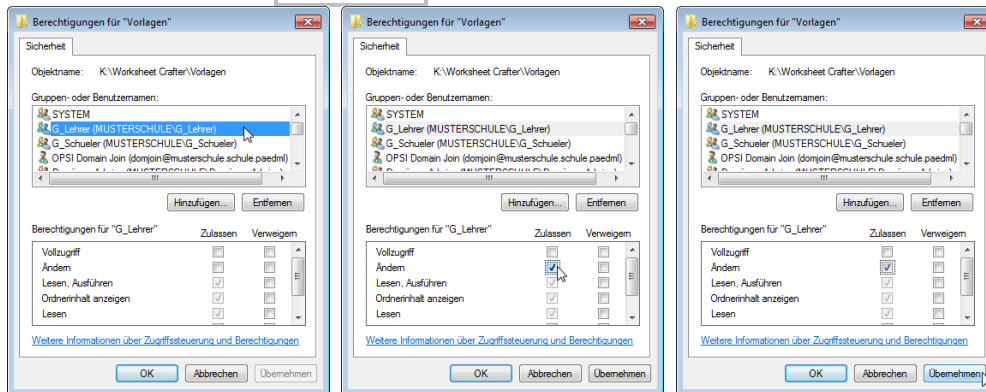 Berechtigungen für "Vorlagen"
Sicherheit
Objektname: K:\Worksheet Crafter\Vorlagen
Gruppen- oder Benutzernamen:
SYSTEM
G_Lehrer (MUSTERSCHULE\G_Lehrer)
G_Schueler (MUSTERSCHULE\G_Schueler)
OPSI Domain Join (domjoin@musterschule.schule.paedml)
Hinzufügen... Entfernen
Berechtigungen für "G_Lehrer" Zulassen Verweigern
Vollzugriff
Ändern
Lesen, Ausführen
Ordnerinhalt anzeigen
Lesen
Weitere Informationen über Zugriffssteuerung und Berechtigungen
OK Abbrechen Übernehmen
Berechtigungen für "Vorlagen"
Sicherheit
Objektname: K:\Worksheet Crafter\Vorlagen
Gruppen- oder Benutzernamen:
SYSTEM
G_Lehrer (MUSTERSCHULE\G_Lehrer)
G_Schueler (MUSTERSCHULE\G_Schueler)
OPSI Domain Join (domjoin@musterschule.schule.paedml)
Hinzufügen... Entfernen
Berechtigungen für "G_Lehrer" Zulassen Verweigern
Vollzugriff
Ändern
Lesen, Ausführen
Ordnerinhalt anzeigen
Lesen
Weitere Informationen über Zugriffssteuerung und Berechtigungen
OK Abbrechen Übernehmen
Berechtigungen für "Vorlagen"
Sicherheit
Objektname: K:\Worksheet Crafter\Vorlagen
Gruppen- oder Benutzernamen:
SYSTEM
G_Lehrer (MUSTERSCHULE\G_Lehrer)
G_Schueler (MUSTERSCHULE\G_Schueler)
OPSI Domain Join (domjoin@musterschule.schule.paedml)
Hinzufügen... Entfernen
Berechtigungen für "G_Lehrer" Zulassen Verweigern
Vollzugriff
Ändern
Lesen, Ausführen
Ordnerinhalt anzeigen
Lesen
Weitere Informationen über Zugriffssteuerung und Berechtigungen
OK Abbrechen Übernehmen